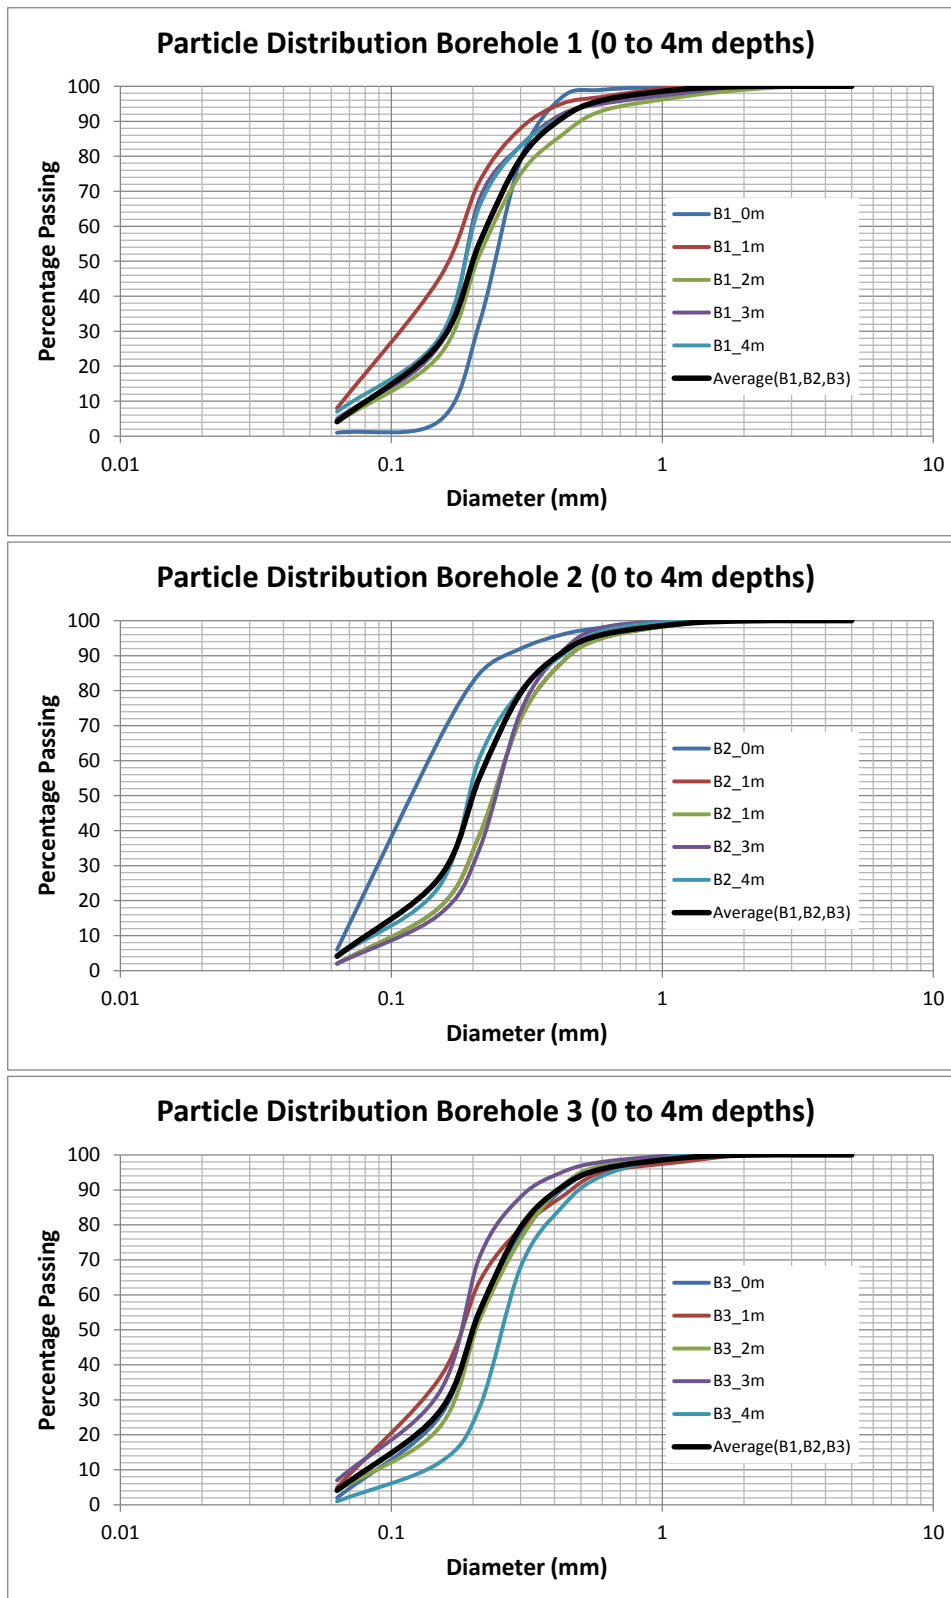 Particle Distribution Borehole 1 (0 to 4m depths)
Percentage Passing
100
90
80
70
60
50
40
30
20
10
0
0.01
0.1
1
10
Diameter (mm)
B1_0m
B1_1m
B1_2m
B1_3m
B1_4m
Average(B1,B2,B3)
Particle Distribution Borehole 2 (0 to 4m depths)
Percentage Passing
100
90
80
70
60
50
40
30
20
10
0
0.01
0.1
1
10
Diameter (mm)
B2_0m
B2_1m
B2_1m
B2_3m
B2_4m
Average(B1,B2,B3)
Particle Distribution Borehole 3 (0 to 4m depths)
Percentage Passing
100
90
80
70
60
50
40
30
20
10
0
0.01
0.1
1
10
Diameter (mm)
B3_0m
B3_1m
B3_2m
B3_3m
B3_4m
Average(B1,B2,B3)